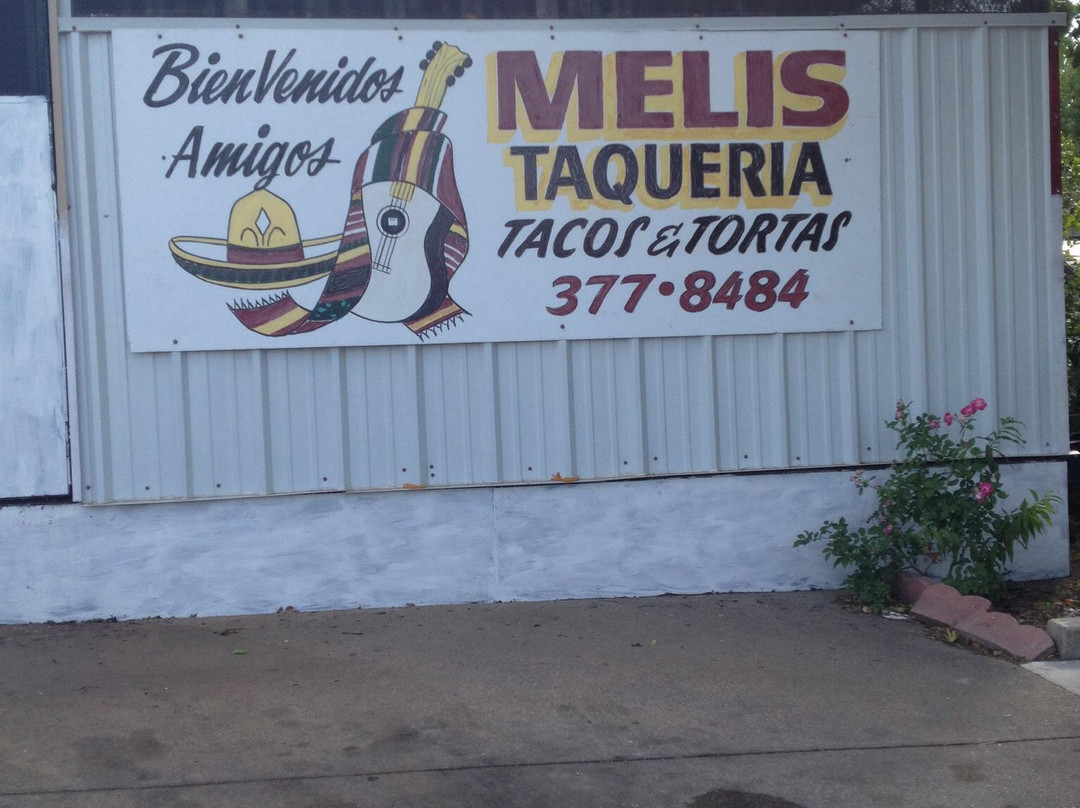 BienVenidos
Amigos
MELIS
TAQUERIA
TACOS & TORTAS
377•8484